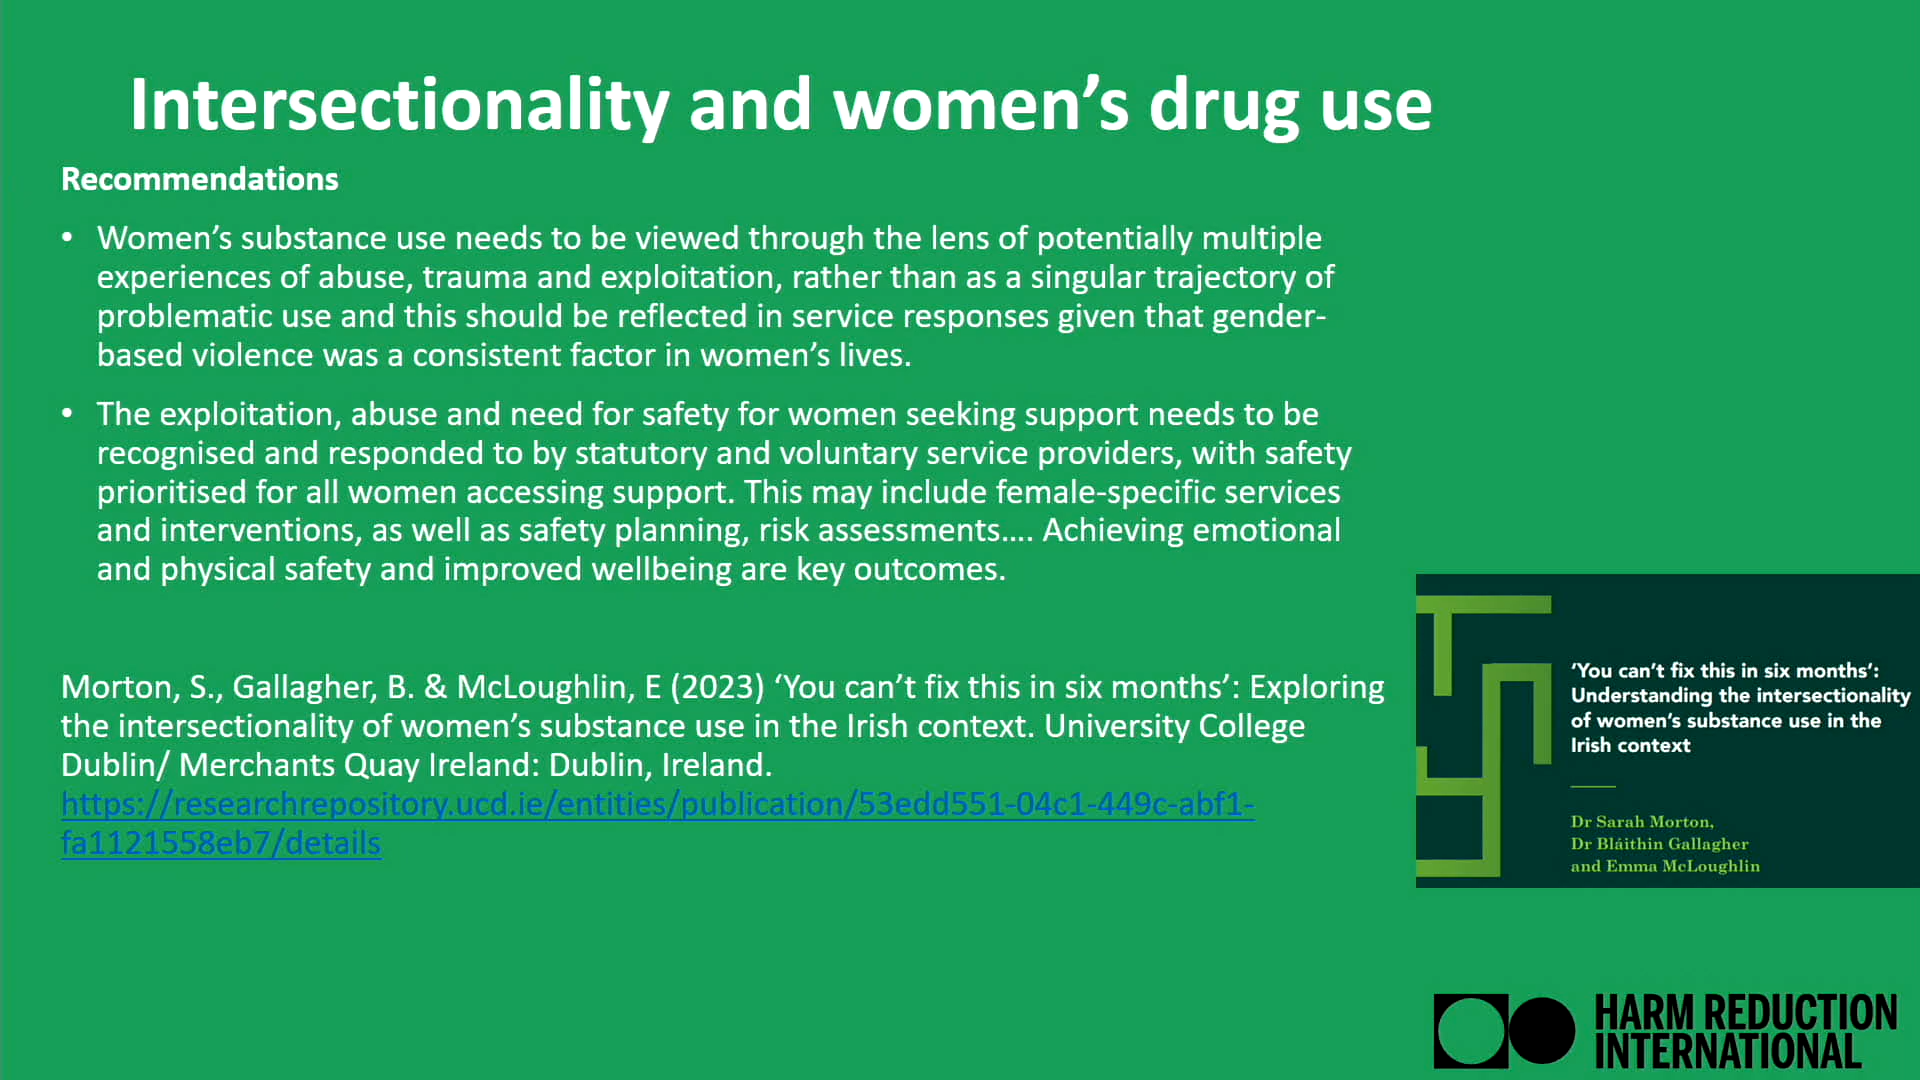 Intersectionality and women’s drug use
Recommendations
• Women’s substance use needs to be viewed through the lens of potentially multiple
experiences of abuse, trauma and exploitation, rather than as a singular trajectory of
problematic use and this should be reflected in service responses given that gender-
based violence was a consistent factor in women’s lives.
• The exploitation, abuse and need for safety for women seeking support needs to be
recognised and responded to by statutory and voluntary service providers, with safety
prioritised for all women accessing support. This may include female-specific services
and interventions, as well as safety planning, risk assessments…. Achieving emotional
and physical safety and improved wellbeing are key outcomes.
Morton, S., Gallagher, B. & McLoughlin, E (2023) ‘You can’t fix this in six months’: Exploring
the intersectionality of women’s substance use in the Irish context. University College
Dublin/ Merchants Quay Ireland: Dublin, Ireland.
https://researchrepository.ucd.ie/entities/publication/53edd551-04c1-449c-abf1-
fa1121558eb7/details
‘You can’t fix this in six months’:
Understanding the intersectionality
of women’s substance use in the
Irish context
Dr Sarah Morton,
Dr Bláithin Gallagher
and Emma McLoughlin
HARM REDUCTION
INTERNATIONAL